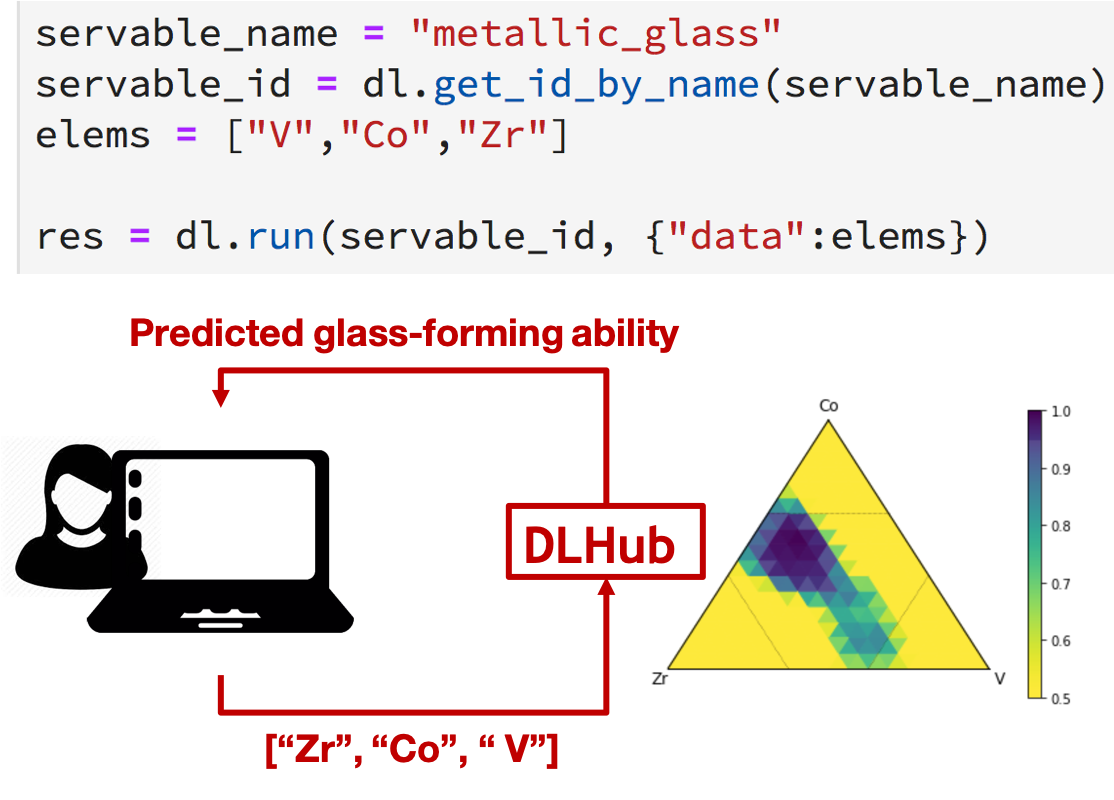 servable_name = "metallic_glass"
servable_id = dl.get_id_by_name(servable_name)
elems = ["V","Co","Zr"]
res = dl.run(servable_id, {"data":elems})
Predicted glass-forming ability
Co
1.0
0.9
DLHub
0.8
0.7
0.6
Zr
V
0.5
[“Zr”, “Co”, “ V”]